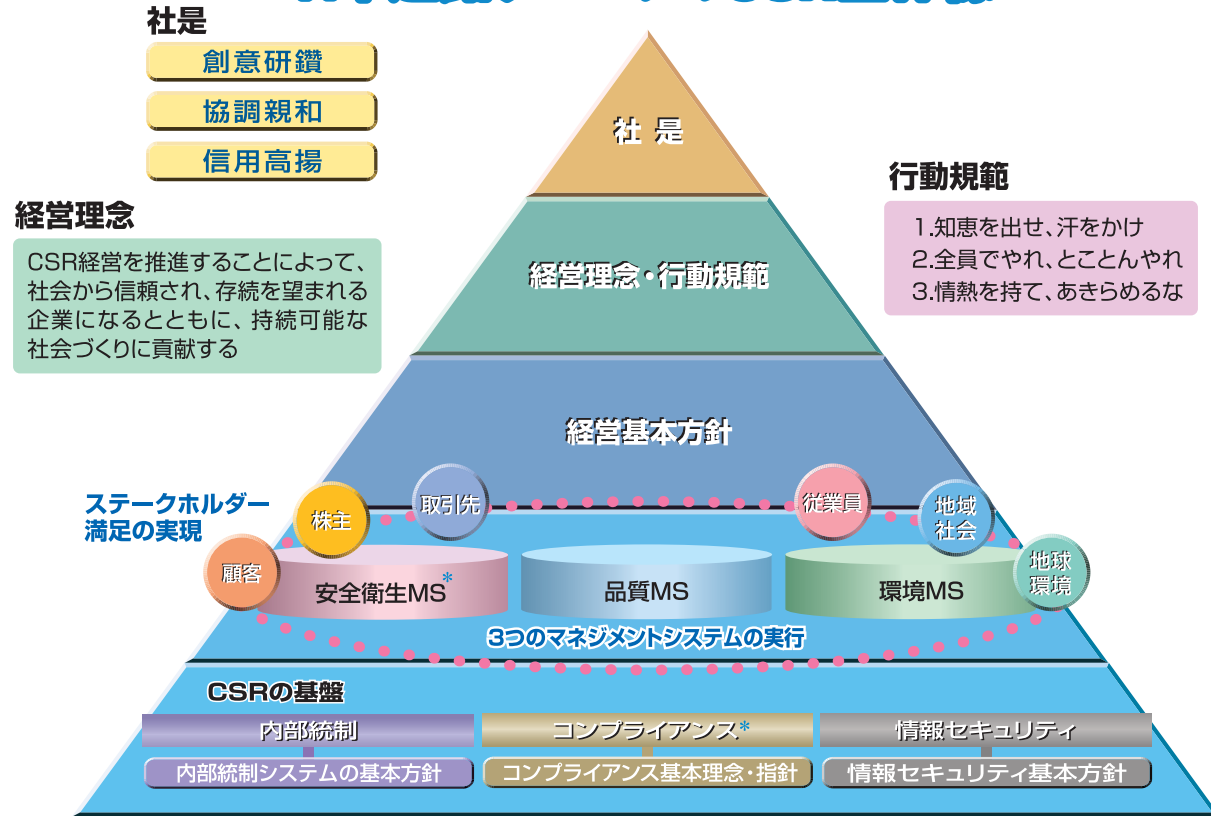 社是
創意研鑽
協調親和
信用高揚
社 是
経営理念
CSR経営を推進することによって、
社会から信頼され、存続を望まれる
企業になるとともに、持続可能な
社会づくりに貢献する
行動規範
1.知恵を出せ、汗をかけ
2.全員でやれ、とことんやれ
3.情熱を持て、あきらめるな
経営理念・行動規範
経営基本方針
ステークホルダー
満足の実現
顧客
株主
取引先
従業員
地域
社会
地球
環境
安全衛生MS*
品質MS
環境MS
3つのマネジメントシステムの実行
CSRの基盤
内部統制
コンプライアンス*
情報セキュリティ
内部統制システムの基本方針
コンプライアンス基本理念・指針
情報セキュリティ基本方針